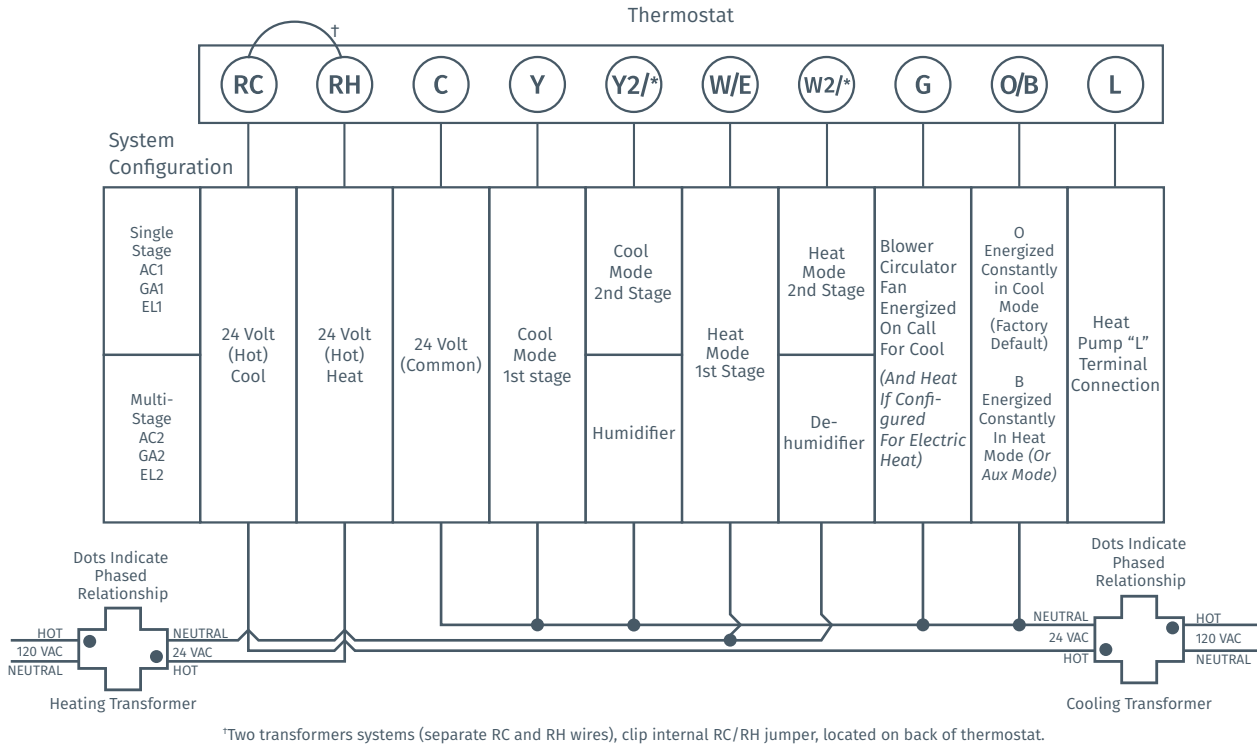 Thermostat
†
RC
RH
C
Y
Y2/*
W/E
W2/*
G
O/B
L
System
Configuration
Single
Stage
AC1
GA1
EL1
Multi-
Stage
AC2
GA2
EL2
24 Volt
(Hot)
Cool
24 Volt
(Hot)
Heat
24 Volt
(Common)
Cool
Mode
1st stage
Cool
Mode
2nd Stage
Humidifier
Heat
Mode
1st Stage
Heat
Mode
2nd Stage
De-
humidifier
Blower
Circulator
Fan
Energized
On Call
For Cool
(And Heat
If Confi-
gured
For Electric
Heat)
O
Energized
Constantly
in Cool
Mode
(Factory
Default)
B
Energized
Constantly
In Heat
Mode (Or
Aux Mode)
Heat
Pump “L”
Terminal
Connection
Dots Indicate
Phased
Relationship
HOT
120 VAC
NEUTRAL
NEUTRAL
24 VAC
HOT
Heating Transformer
Dots Indicate
Phased
Relationship
NEUTRAL
24 VAC
HOT
HOT
120 VAC
NEUTRAL
Cooling Transformer
†Two transformers systems (separate RC and RH wires), clip internal RC/RH jumper, located on back of thermostat.